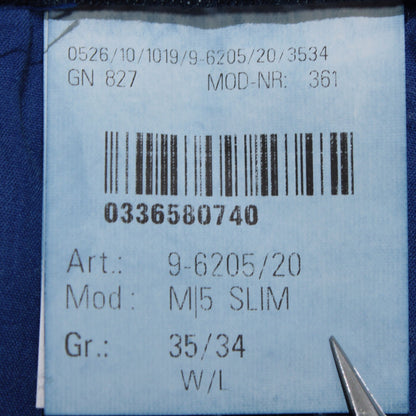 0526/10/1019/9-6205/20/3534
GN 827 MOD-NR: 361
0336580740
Art.: 9-6205/20
Mod: M|5 SLIM
Gr.: 35/34
W/L